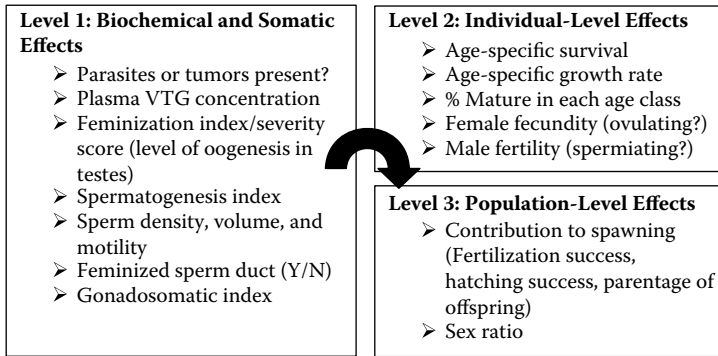 Level 1: Biochemical and Somatic
Effects
➤ Parasites or tumors present?
➤ Plasma VTG concentration
➤ Feminization index/severity
score (level of oogenesis in
testes)
➤ Spermatogenesis index
➤ Sperm density, volume, and
motility
➤ Feminized sperm duct (Y/N)
➤ Gonadosomatic index
Level 2: Individual-Level Effects
➤ Age-specific survival
➤ Age-specific growth rate
➤ % Mature in each age class
➤ Female fecundity (ovulating?)
➤ Male fertility (spermiating?)
Level 3: Population-Level Effects
➤ Contribution to spawning
(Fertilization success,
hatching success, parentage of
offspring)
➤ Sex ratio